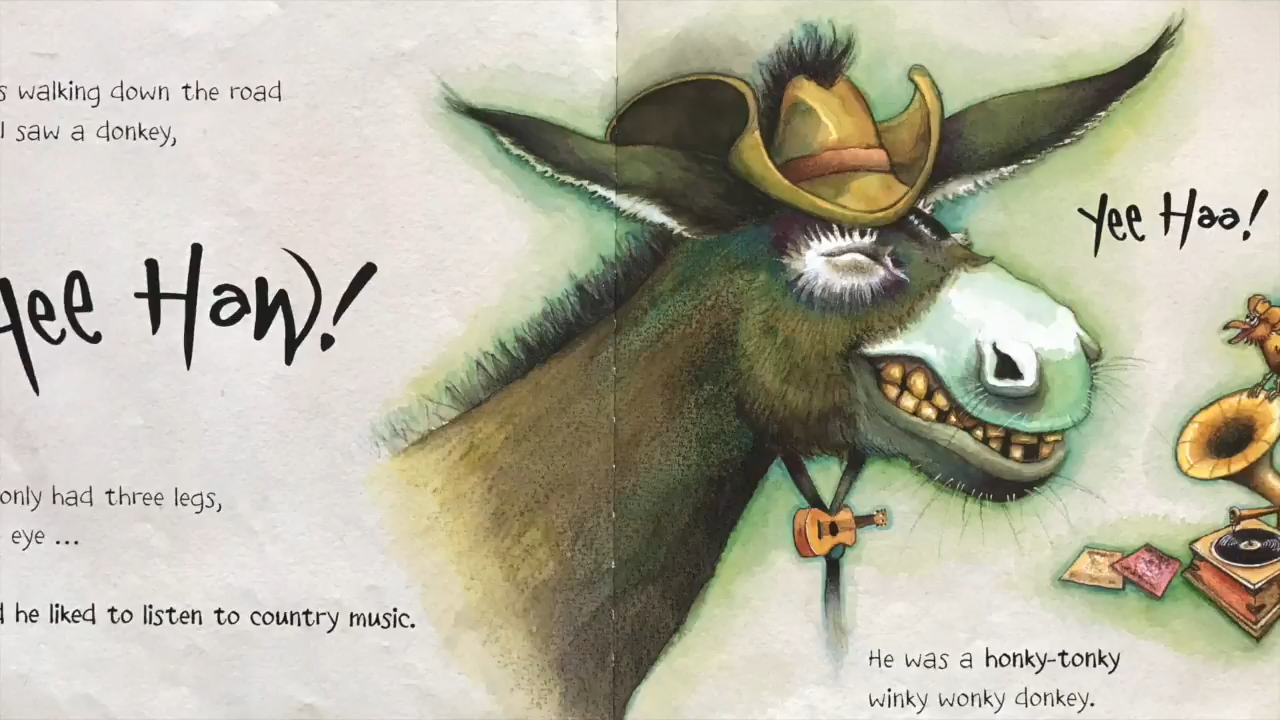 walking down the road
I saw a donkey,
Hee Haw!
only had three legs,
eye ...
he liked to listen to country music.
Yee Haa!
He was a honky-tonky
winky wonky donkey.